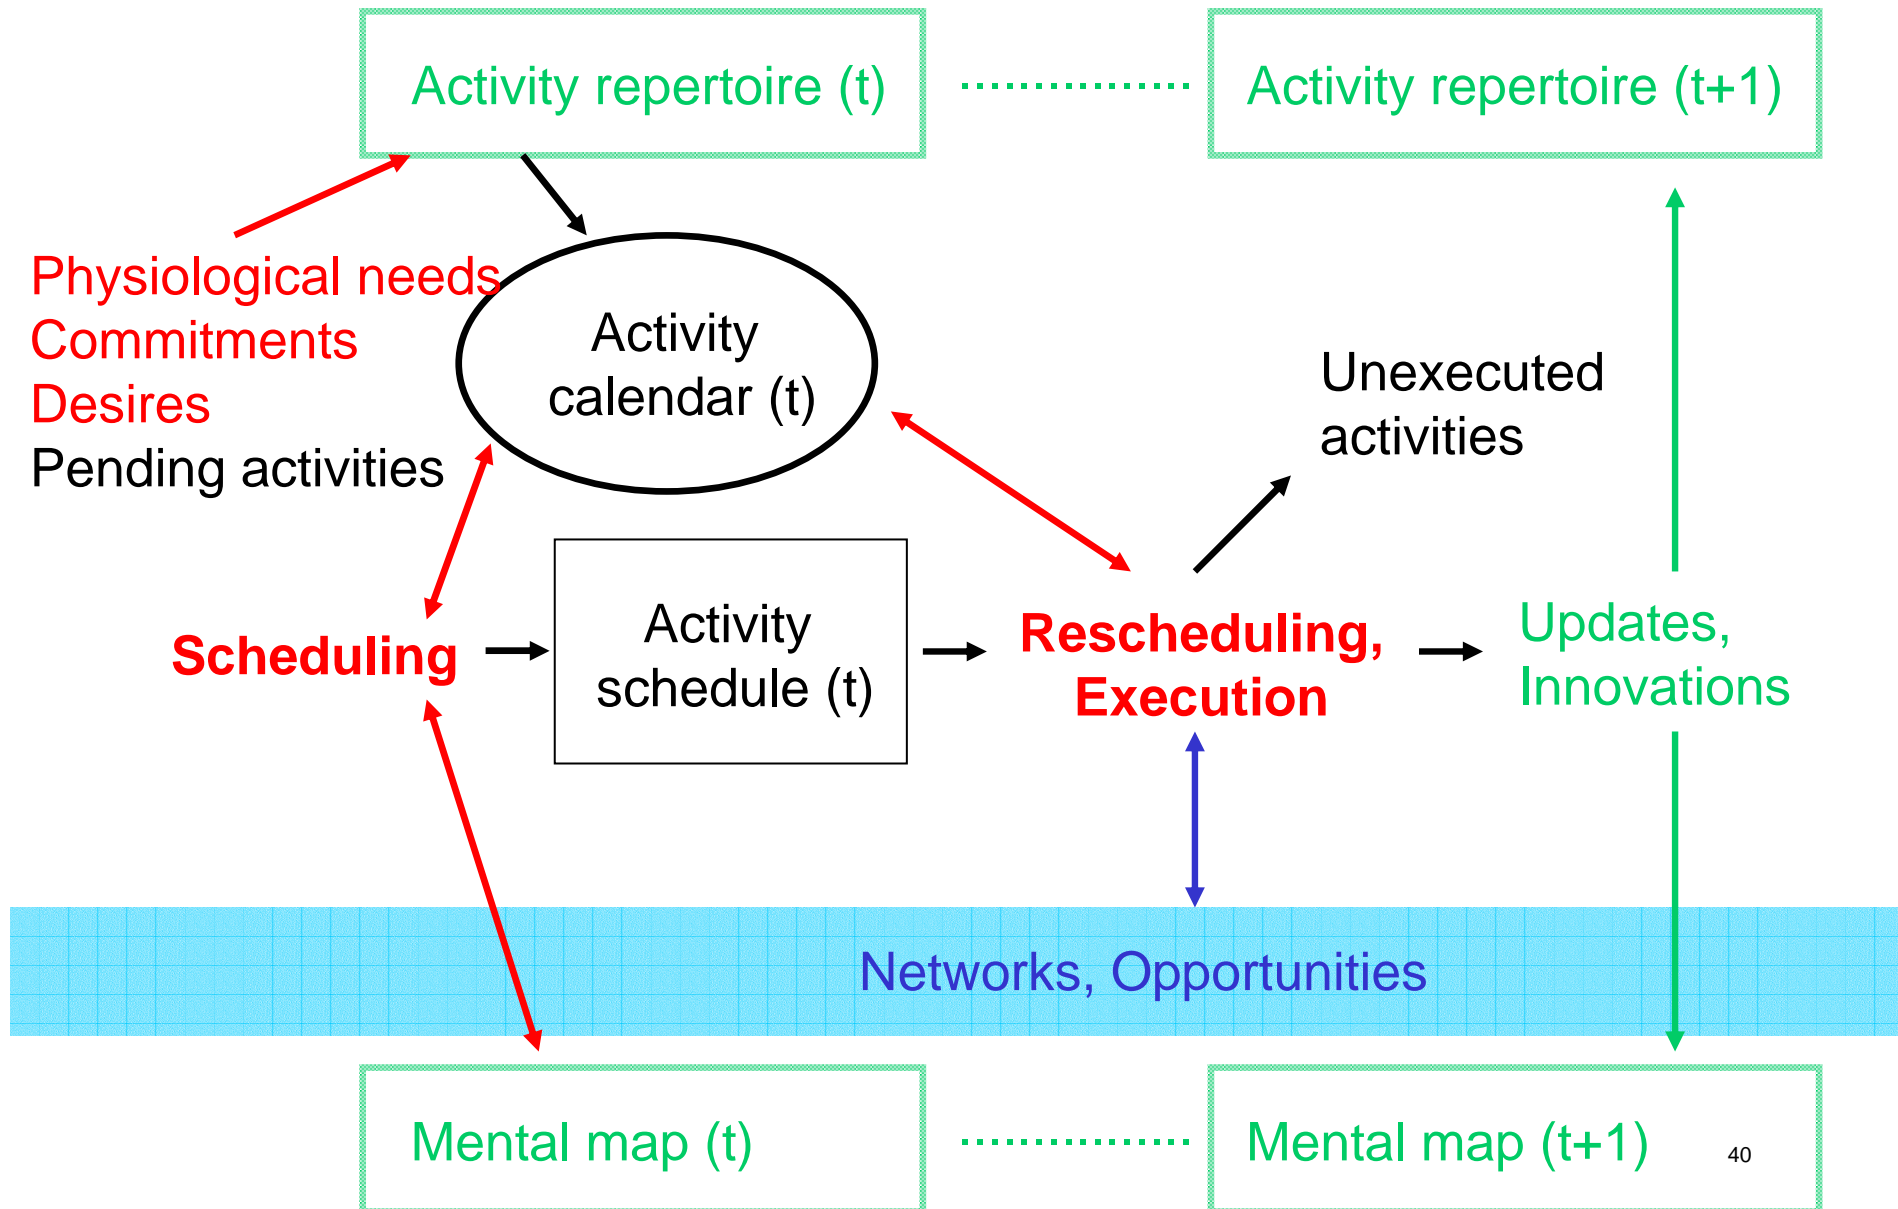 Activity repertoire (t)
Activity repertoire (t+1)
Physiological needs
Commitments
Desires
Pending activities
Activity
calendar (t)
Unexecuted
activities
Scheduling
Activity
schedule (t)
Rescheduling,
Execution
Updates,
Innovations
Networks, Opportunities
Mental map (t)
Mental map (t+1)
40